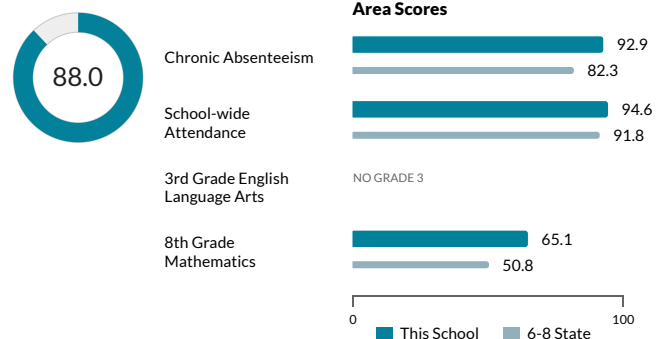 Area Scores
88.0
Chronic Absenteeism
92.9
82.3
School-wide
Attendance
94.6
91.8
3rd Grade English
Language Arts
NO GRADE 3
8th Grade
Mathematics
65.1
50.8
0
100
This School
6-8 State